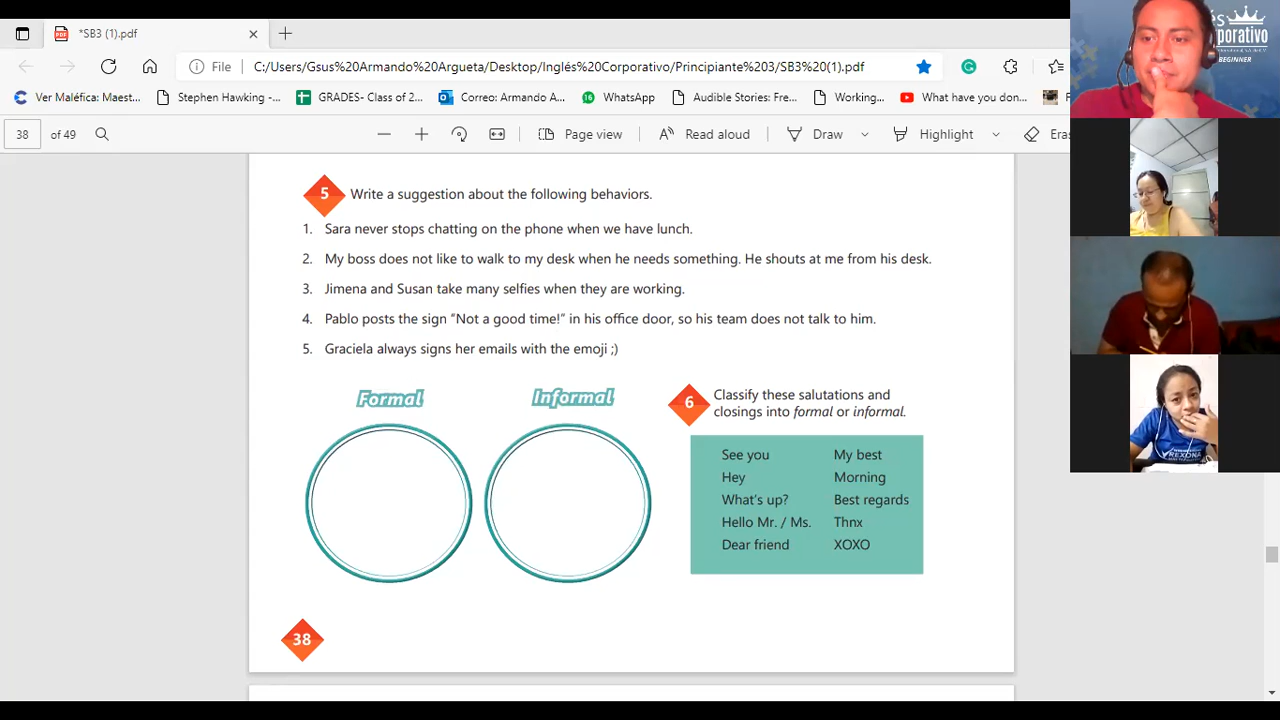 *SB3 (1).pdf
File C:/Users/Gsus%20Armando%20Argueta/Desktop/Inglés%20Corporativo/Principiante%203/SB3%20(1).pdf
Ver Maléfica: Maest... Stephen Hawking -... GRADES- Class of 2... Correo: Armando A... WhatsApp Audible Stories: Fre... Working... What have you don...
38 of 49 Page view Read aloud Draw Highlight Eras
5 Write a suggestion about the following behaviors.
1. Sara never stops chatting on the phone when we have lunch.
2. My boss does not like to walk to my desk when he needs something. He shouts at me from his desk.
3. Jimena and Susan take many selfies when they are working.
4. Pablo posts the sign “Not a good time!” in his office door, so his team does not talk to him.
5. Graciela always signs her emails with the emoji ;)
Formal Informal
6 Classify these salutations and
closings into formal or informal.
See you My best
Hey Morning
What's up? Best regards
Hello Mr. / Ms. Thnx
Dear friend XOXO
38
és
porativo
BEGINNER